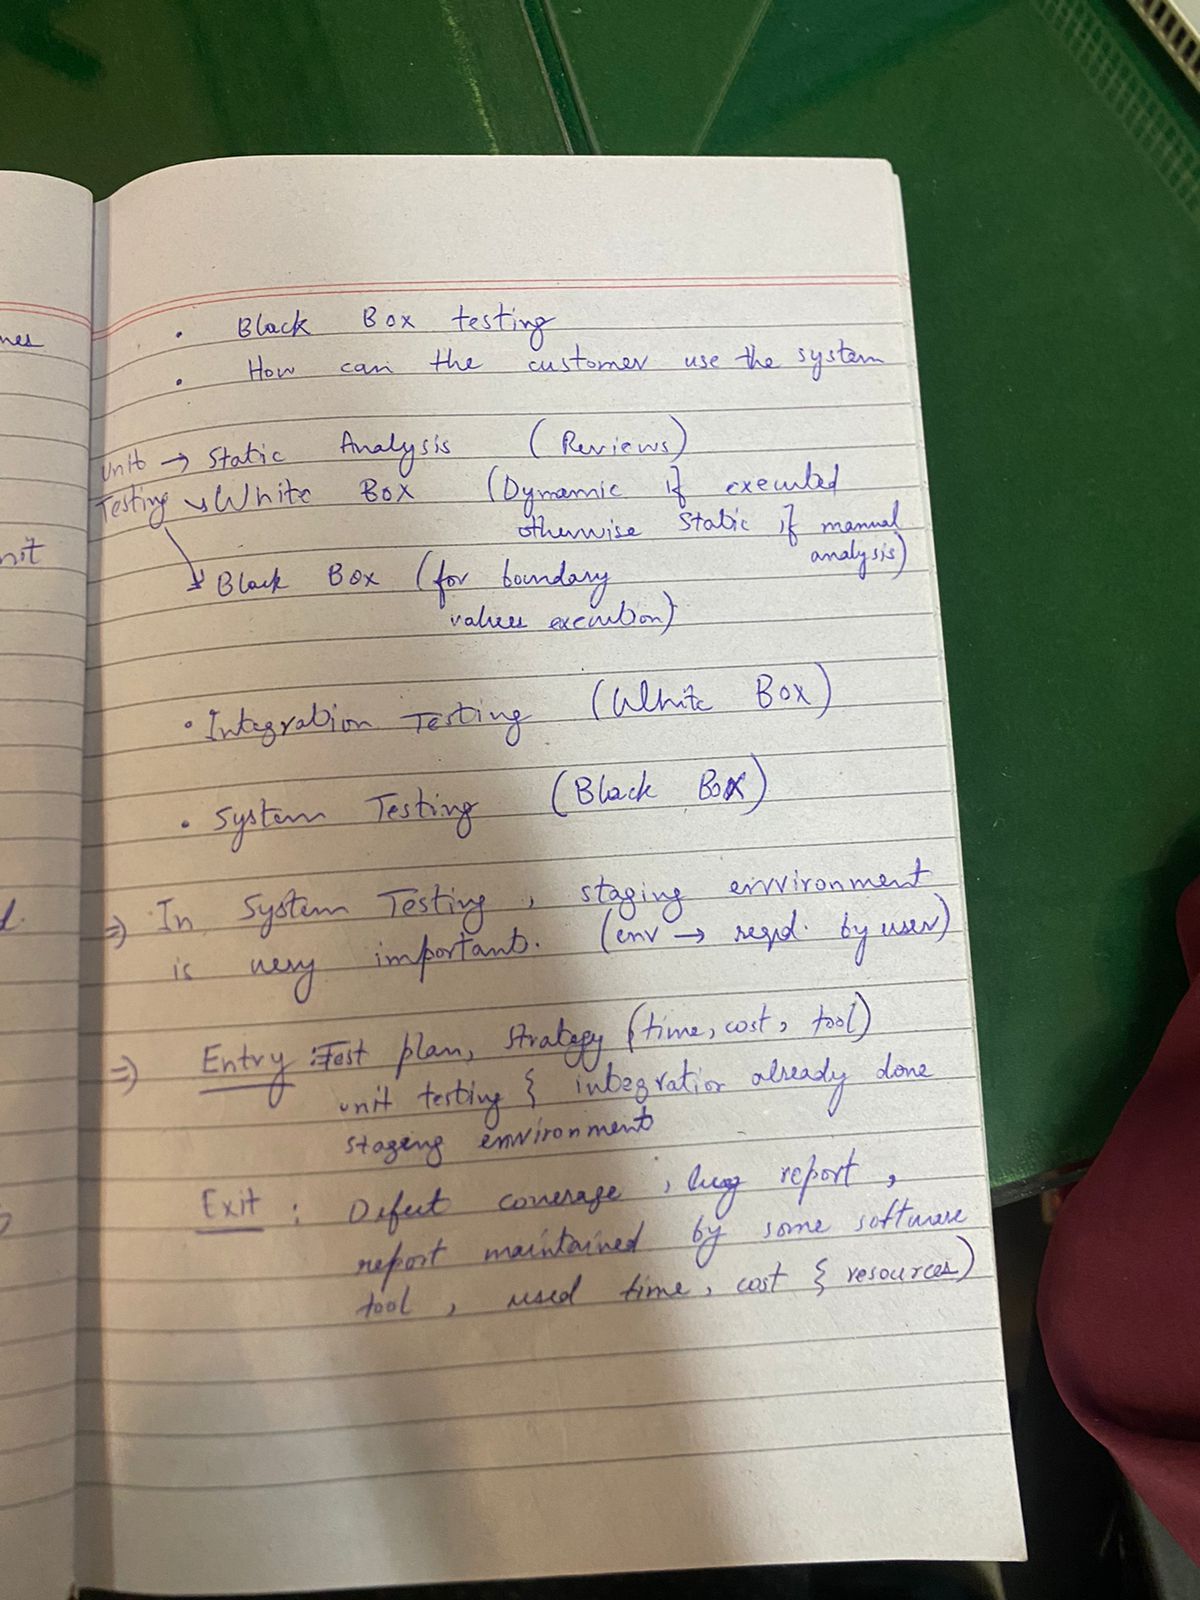 nes
nit
d.
• Black Box testing
• How can the customer use the system
Unit → Static Analysis (Reviews)
Testing ↘ White Box (Dynamic if executed
otherwise static if manual
analysis)
↘ Black Box (for boundary
values execution)
• Integration Testing (White Box)
• System Testing (Black Box)
⇒ In System Testing, staging environment
is very important. (env → reqd. by user)
⇒ Entry : Test plan, Strategy (time, cost, tool)
unit testing & integration already done
staging environment
Exit : Defect coverage, bug report,
report maintained by some software
tool, used time, cost & resources)